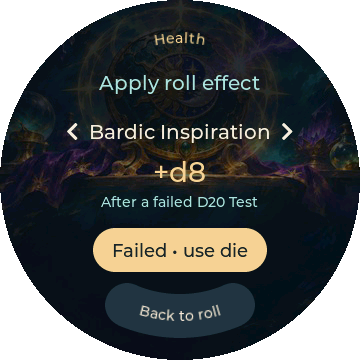 Health
Apply roll effect
Bardic Inspiration
+d8
After a failed D20 Test
Failed • use die
Back to roll